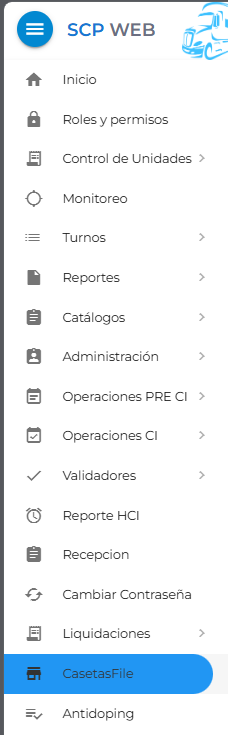 SCP WEB
Inicio
Roles y permisos
Control de Unidades
Monitoreo
Turnos
Reportes
Catálogos
Administración
Operaciones PRE CI
Operaciones CI
Validadores
Reporte HCI
Recepcion
Cambiar Contraseña
Liquidaciones
CasetasFile
Antidoping